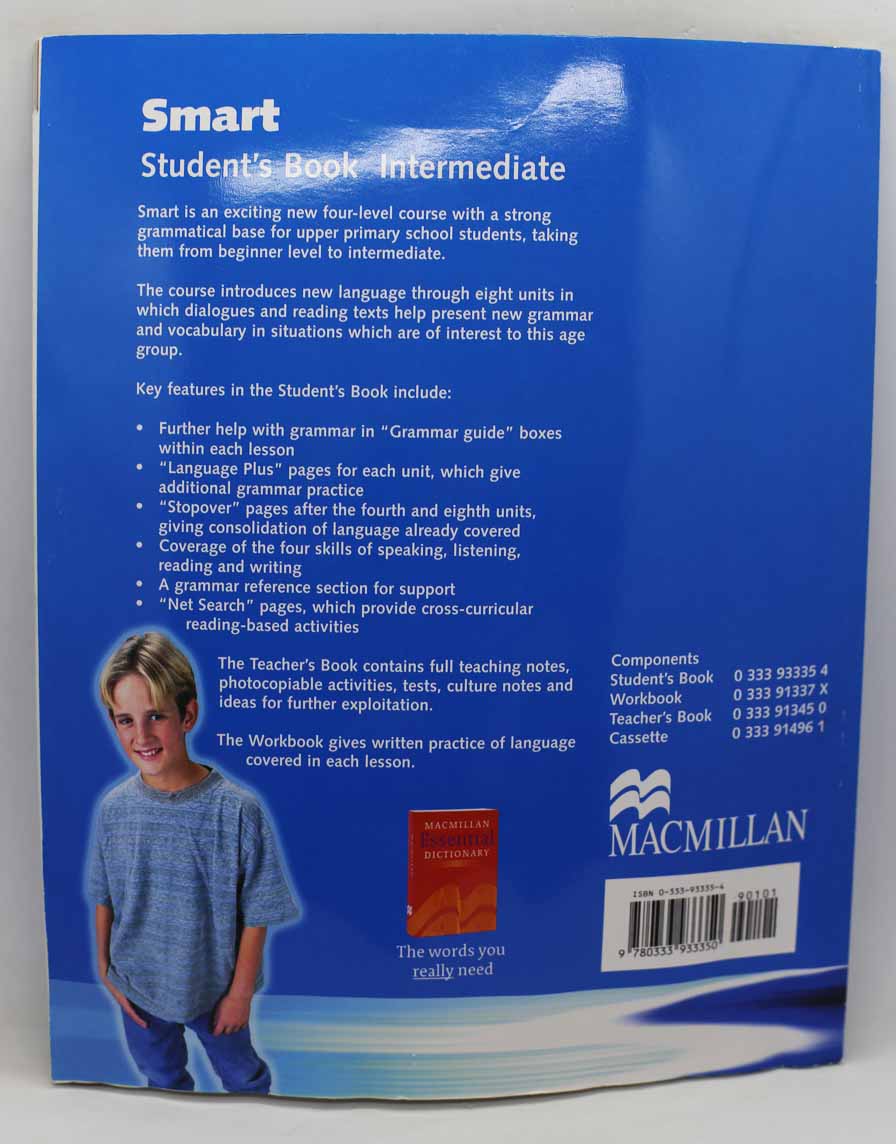 Smart
Student's Book Intermediate
Smart is an exciting new four-level course with a strong
grammatical base for upper primary school students, taking
them from beginner level to intermediate.
The course introduces new language through eight units in
which dialogues and reading texts help present new grammar
and vocabulary in situations which are of interest to this age
group.
Key features in the Student's Book include:
• Further help with grammar in “Grammar guide” boxes
within each lesson
• “Language Plus” pages for each unit, which give
additional grammar practice
• “Stopover” pages after the fourth and eighth units,
giving consolidation of language already covered
• Coverage of the four skills of speaking, listening,
reading and writing
• A grammar reference section for support
• “Net Search” pages, which provide cross-curricular
reading-based activities
The Teacher's Book contains full teaching notes,
photocopiable activities, tests, culture notes and
ideas for further exploitation.
The Workbook gives written practice of language
covered in each lesson.
Components
Student's Book 0 333 93335 4
Workbook 0 333 91337 X
Teacher's Book 0 333 91345 0
Cassette 0 333 91496 1
MACMILLAN
Essential
DICTIONARY
The words you
really need
MACMILLAN
ISBN 0-333-93335-4
90101
9 780333 933350